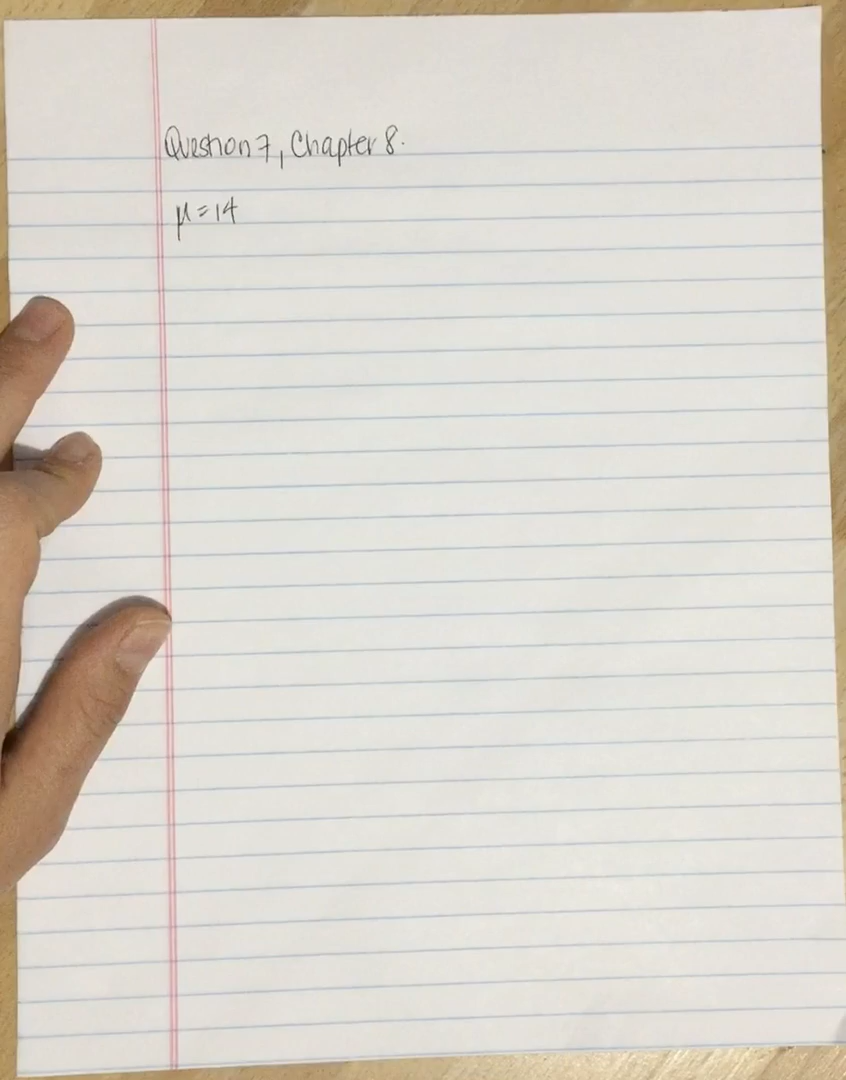 Question 7, Chapter 8.
μ = 14